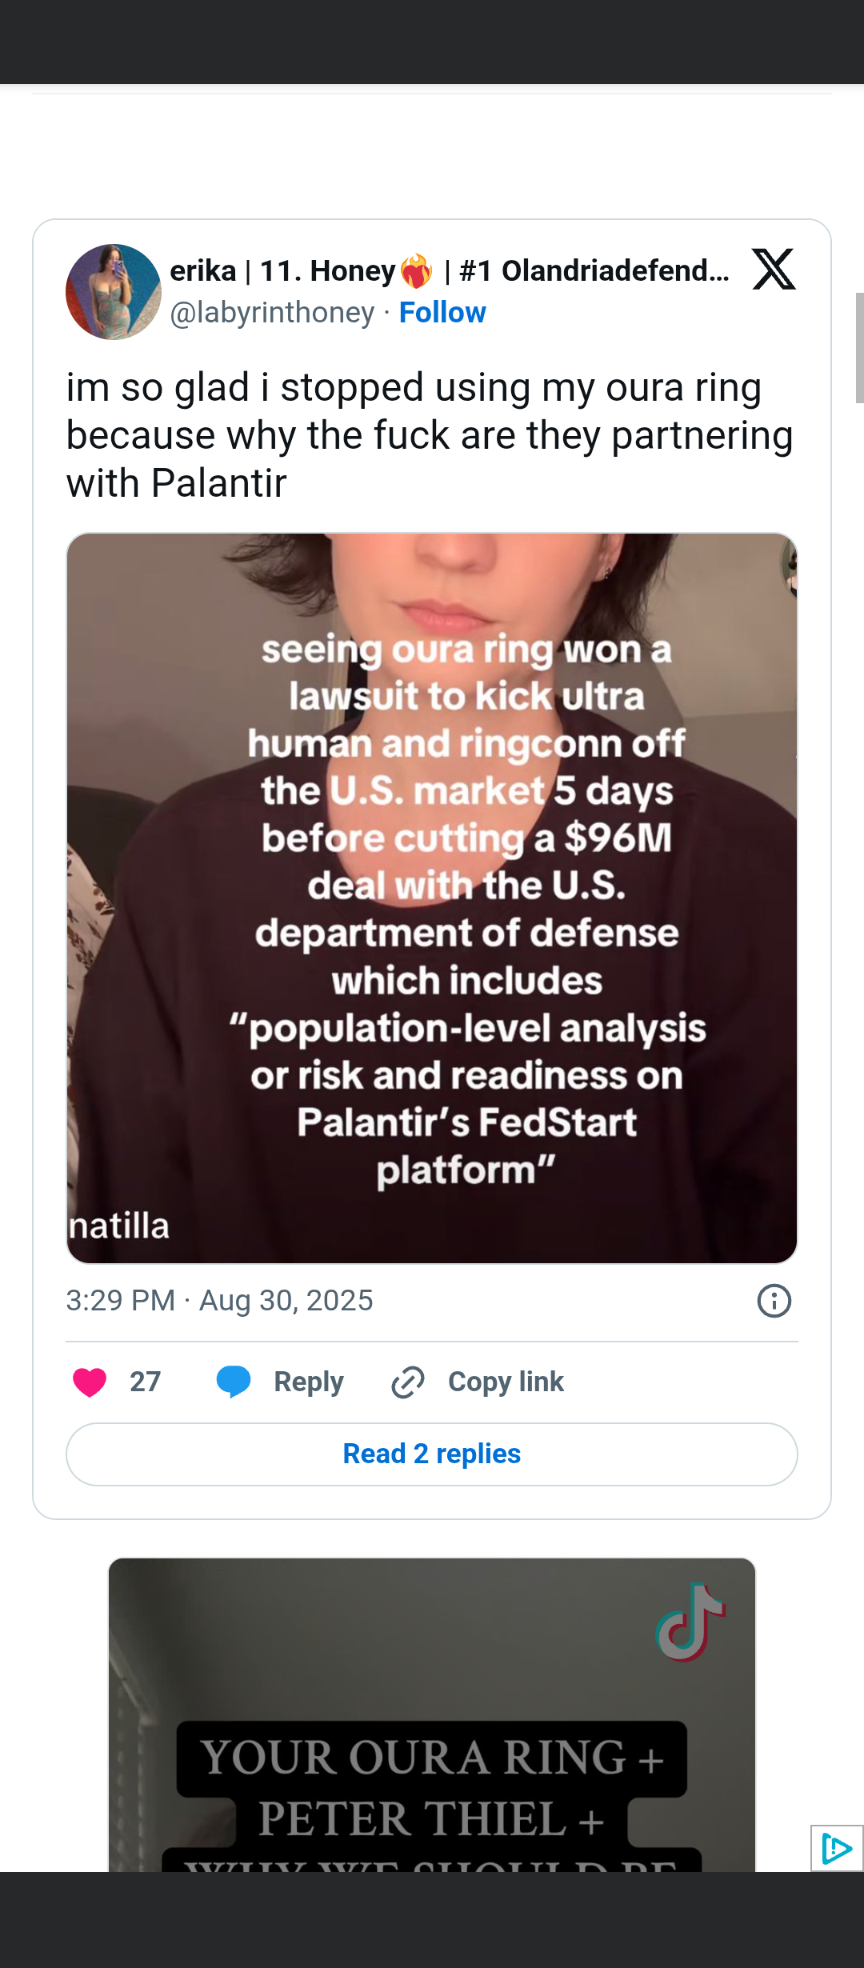 erika | 11. Honey❤️‍🔥 | #1 Olandriadefend...
@labyrinthoney · Follow
im so glad i stopped using my oura ring
because why the fuck are they partnering
with Palantir
seeing oura ring won a
lawsuit to kick ultra
human and ringconn off
the U.S. market 5 days
before cutting a $96M
deal with the U.S.
department of defense
which includes
“population-level analysis
or risk and readiness on
Palantir’s FedStart
platform”
natilla
3:29 PM · Aug 30, 2025
27 Reply Copy link
Read 2 replies
YOUR OURA RING +
PETER THIEL +
WHY WE SHOULD BE